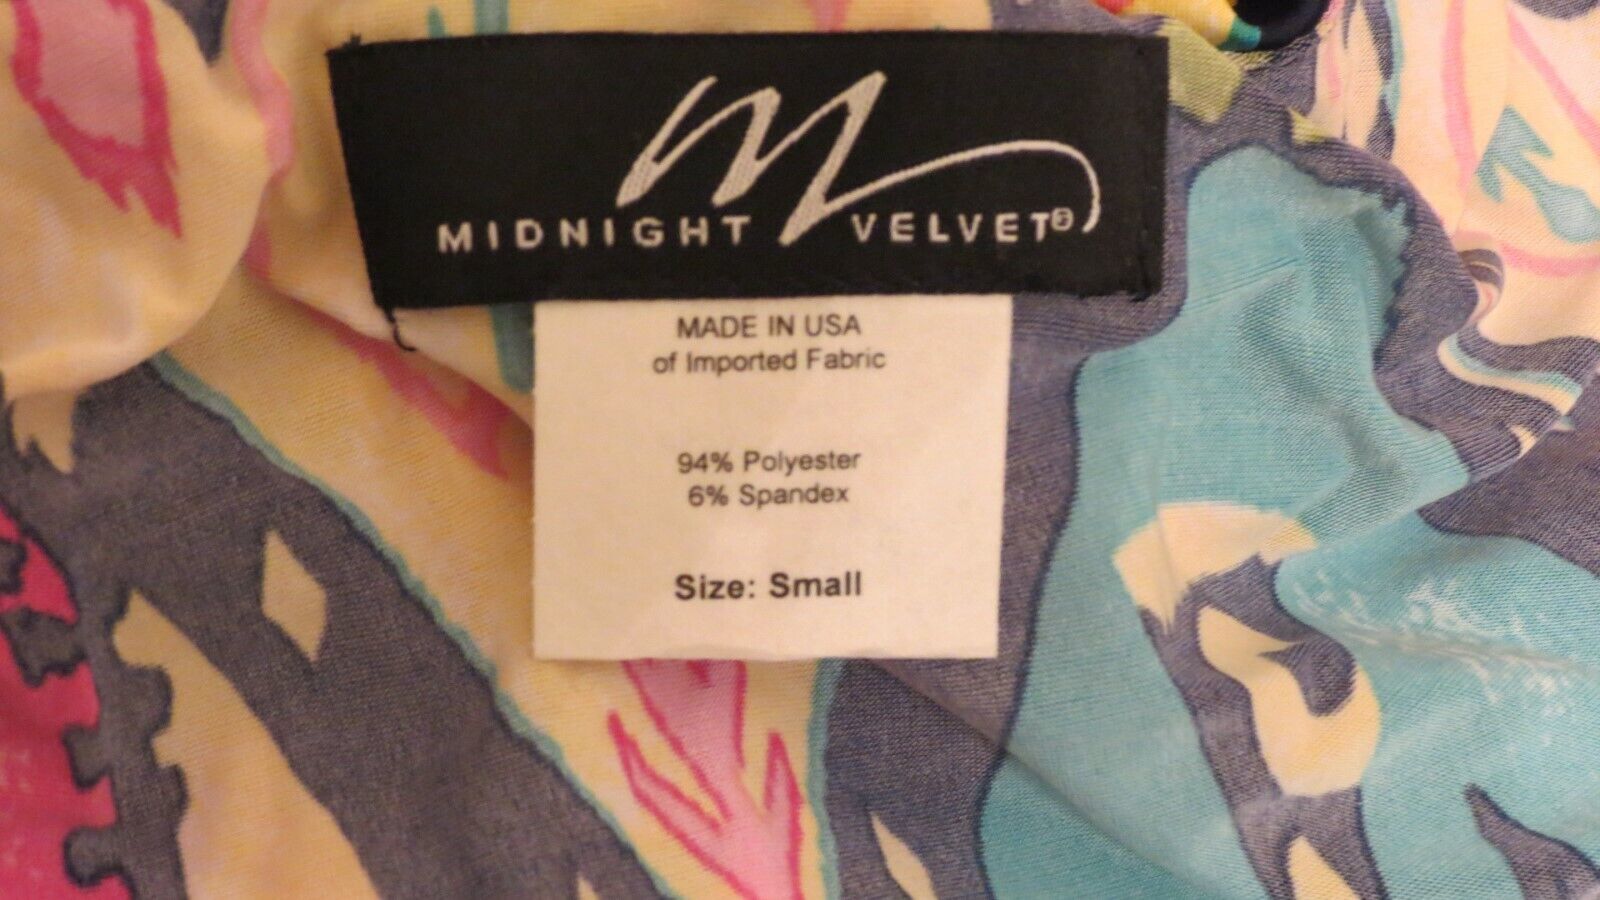 MIDNIGHT VELVET®
MADE IN USA
of Imported Fabric
94% Polyester
6% Spandex
Size: Small